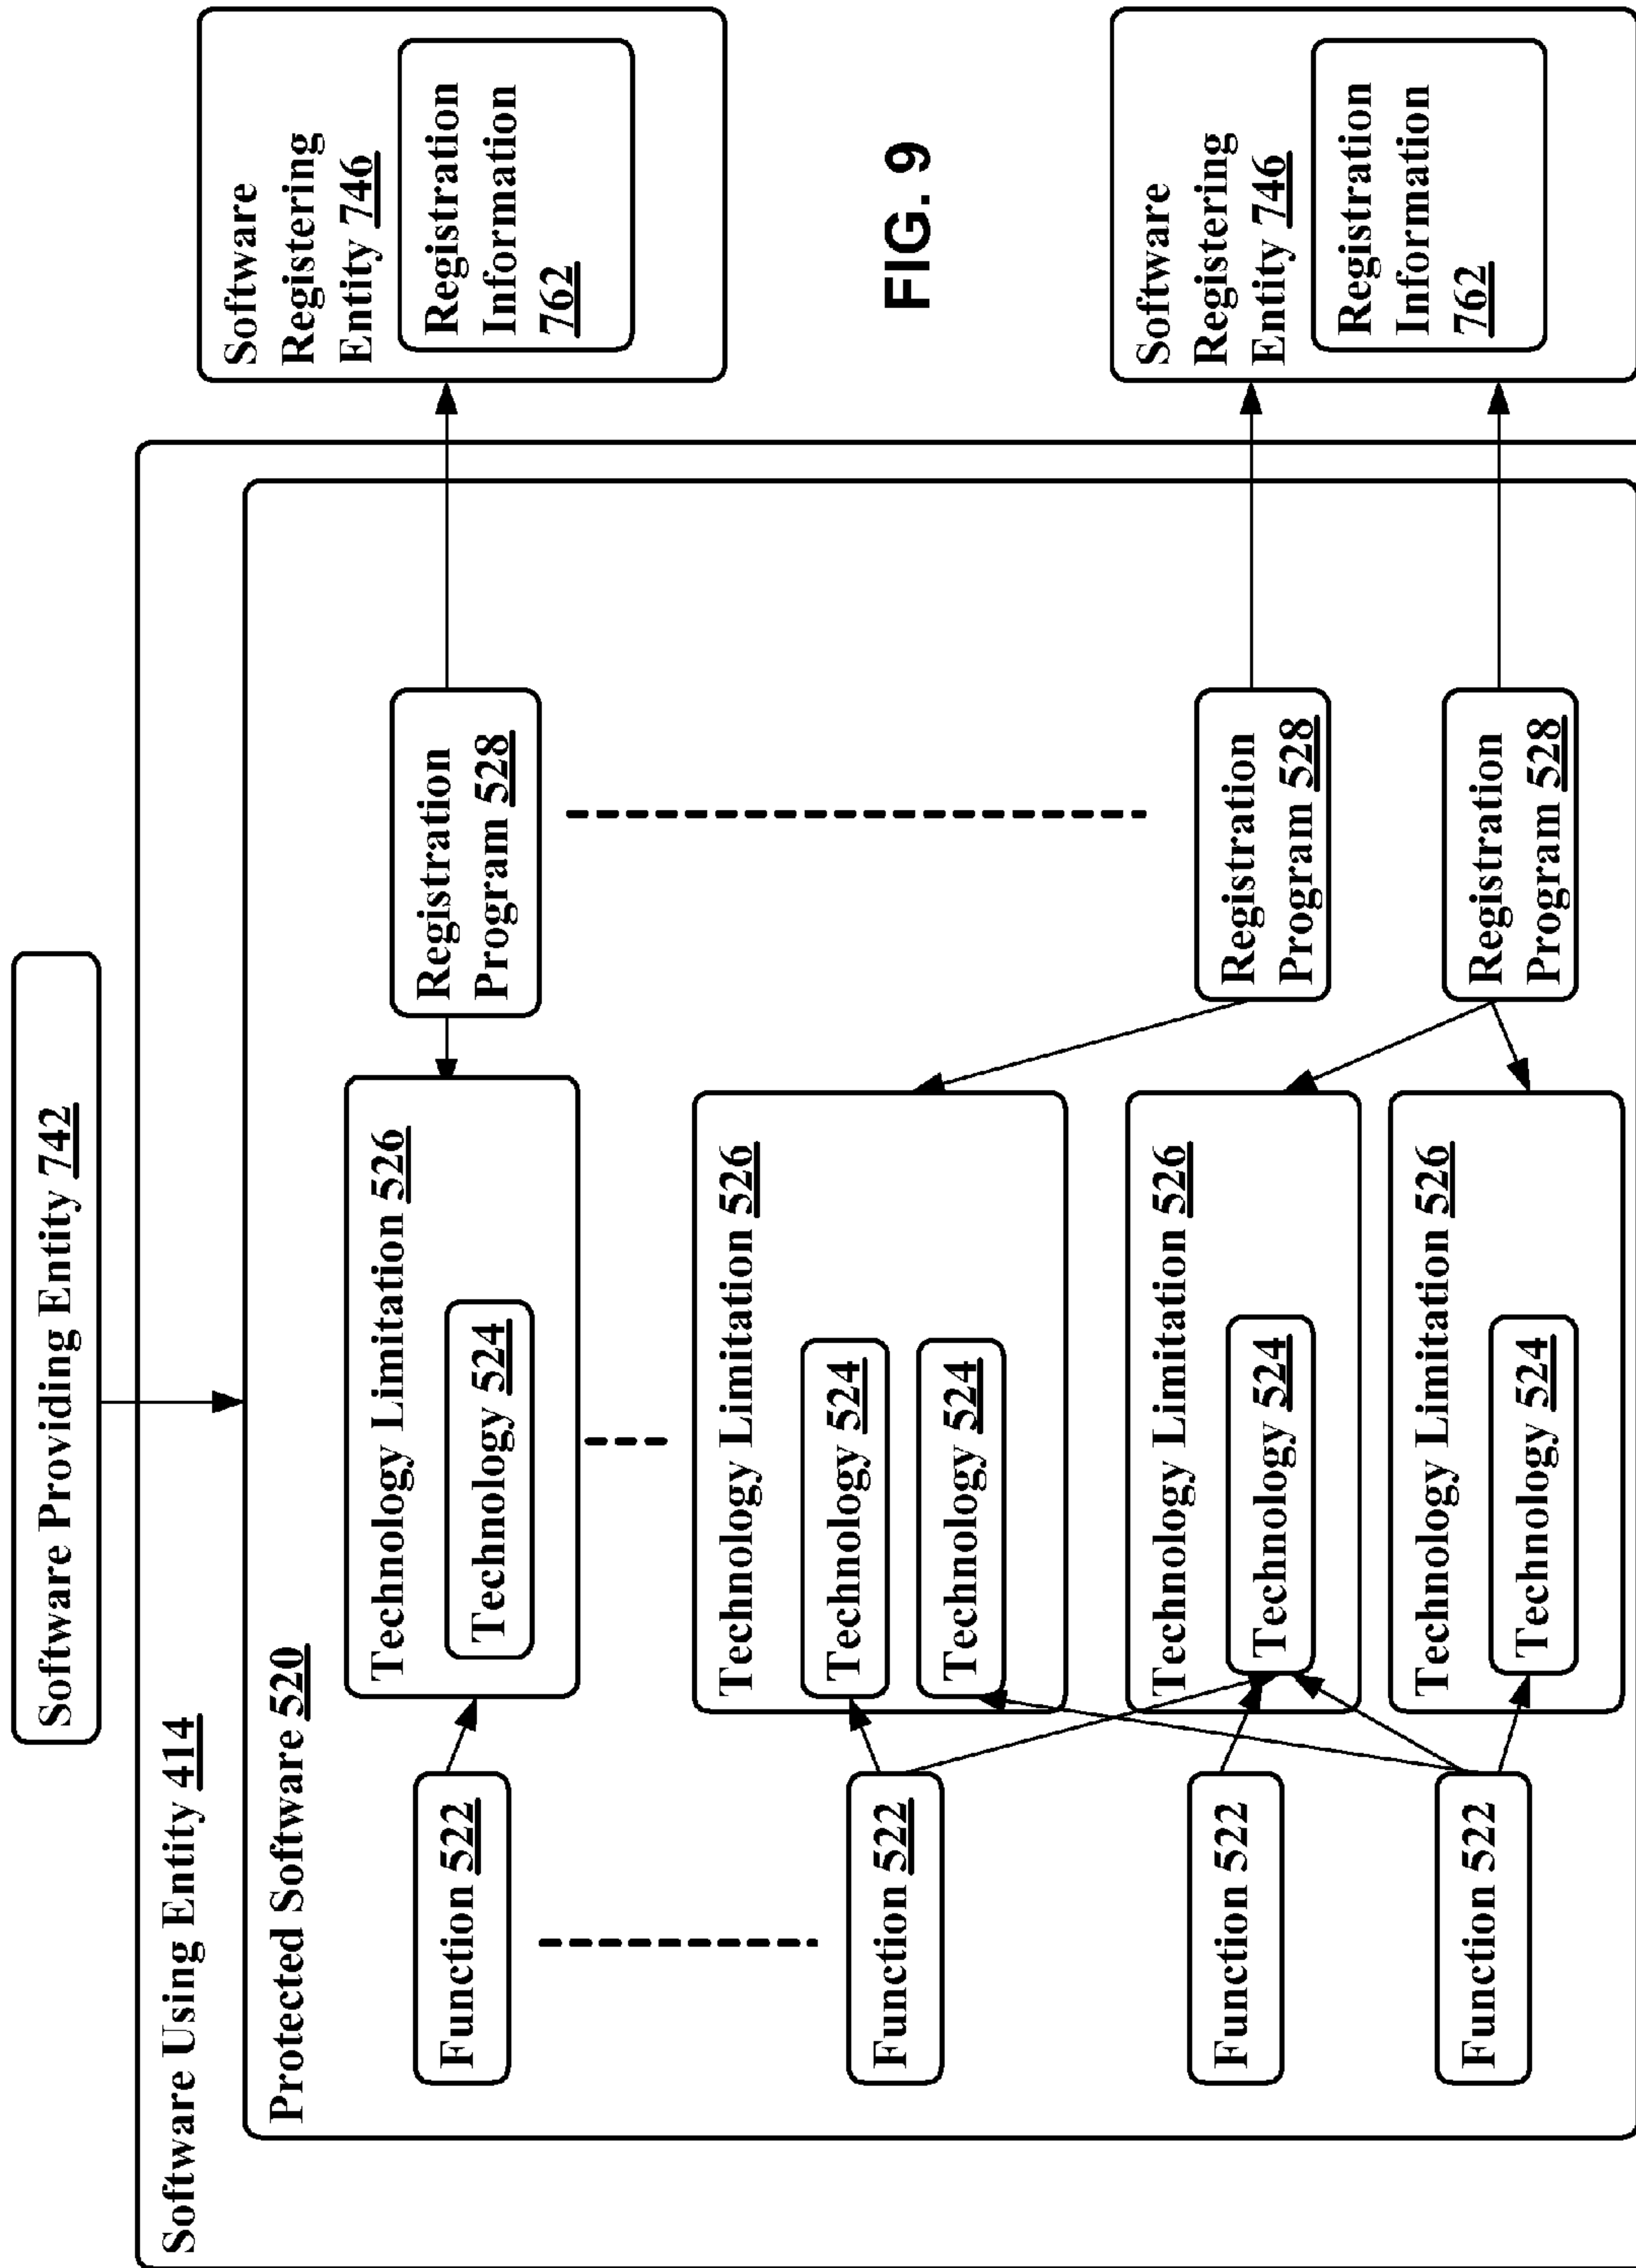 Software Providing Entity 742
Software Using Entity 414
Protected Software 520
Function 522
Technology Limitation 526
Technology 524
Registration
Program 528
Software
Registering
Entity 746
Registration
Information
762
Function 522
Technology Limitation 526
Technology 524
Technology 524
Function 522
Technology Limitation 526
Technology 524
Registration
Program 528
Function 522
Technology Limitation 526
Technology 524
Registration
Program 528
Software
Registering
Entity 746
Registration
Information
762
FIG. 9